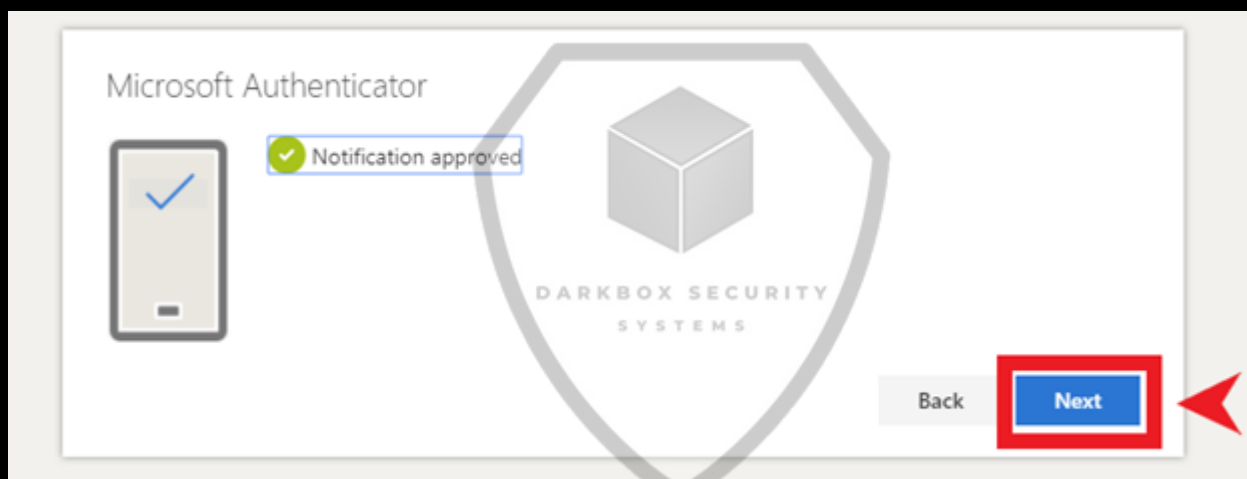 Microsoft Authenticator
Notification approved
DARKBOX SECURITY
SYSTEMS
Back
Next